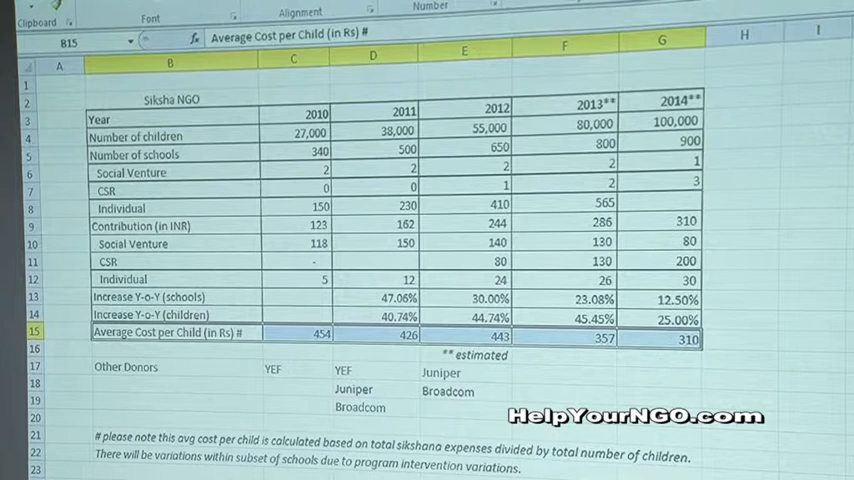 Clipboard Font Alignment Number
B15 fx Average Cost per Child (in Rs) #
A B C D E F G H I
1
2 Siksha NGO
3 Year 2010 2011 2012 2013** 2014**
4 Number of children 27,000 38,000 55,000 80,000 100,000
5 Number of schools 340 500 650 800 900
6 Social Venture 2 2 2 2 1
7 CSR 0 0 1 2 3
8 Individual 150 230 410 565
9 Contribution (in INR) 123 162 244 286 310
10 Social Venture 118 150 140 130 80
11 CSR - 80 130 200
12 Individual 5 12 24 26 30
13 Increase Y-o-Y (schools) 47.06% 30.00% 23.08% 12.50%
14 Increase Y-o-Y (children) 40.74% 44.74% 45.45% 25.00%
15 Average Cost per Child (in Rs) # 454 426 443 357 310
16 ** estimated
17 Other Donors YEF YEF Juniper
18 Juniper Broadcom
19 Broadcom
HelpYourNGO.com
20
21 # please note this avg cost per child is calculated based on total sikshana expenses divided by total number of children.
22 There will be variations within subset of schools due to program intervention variations.
23